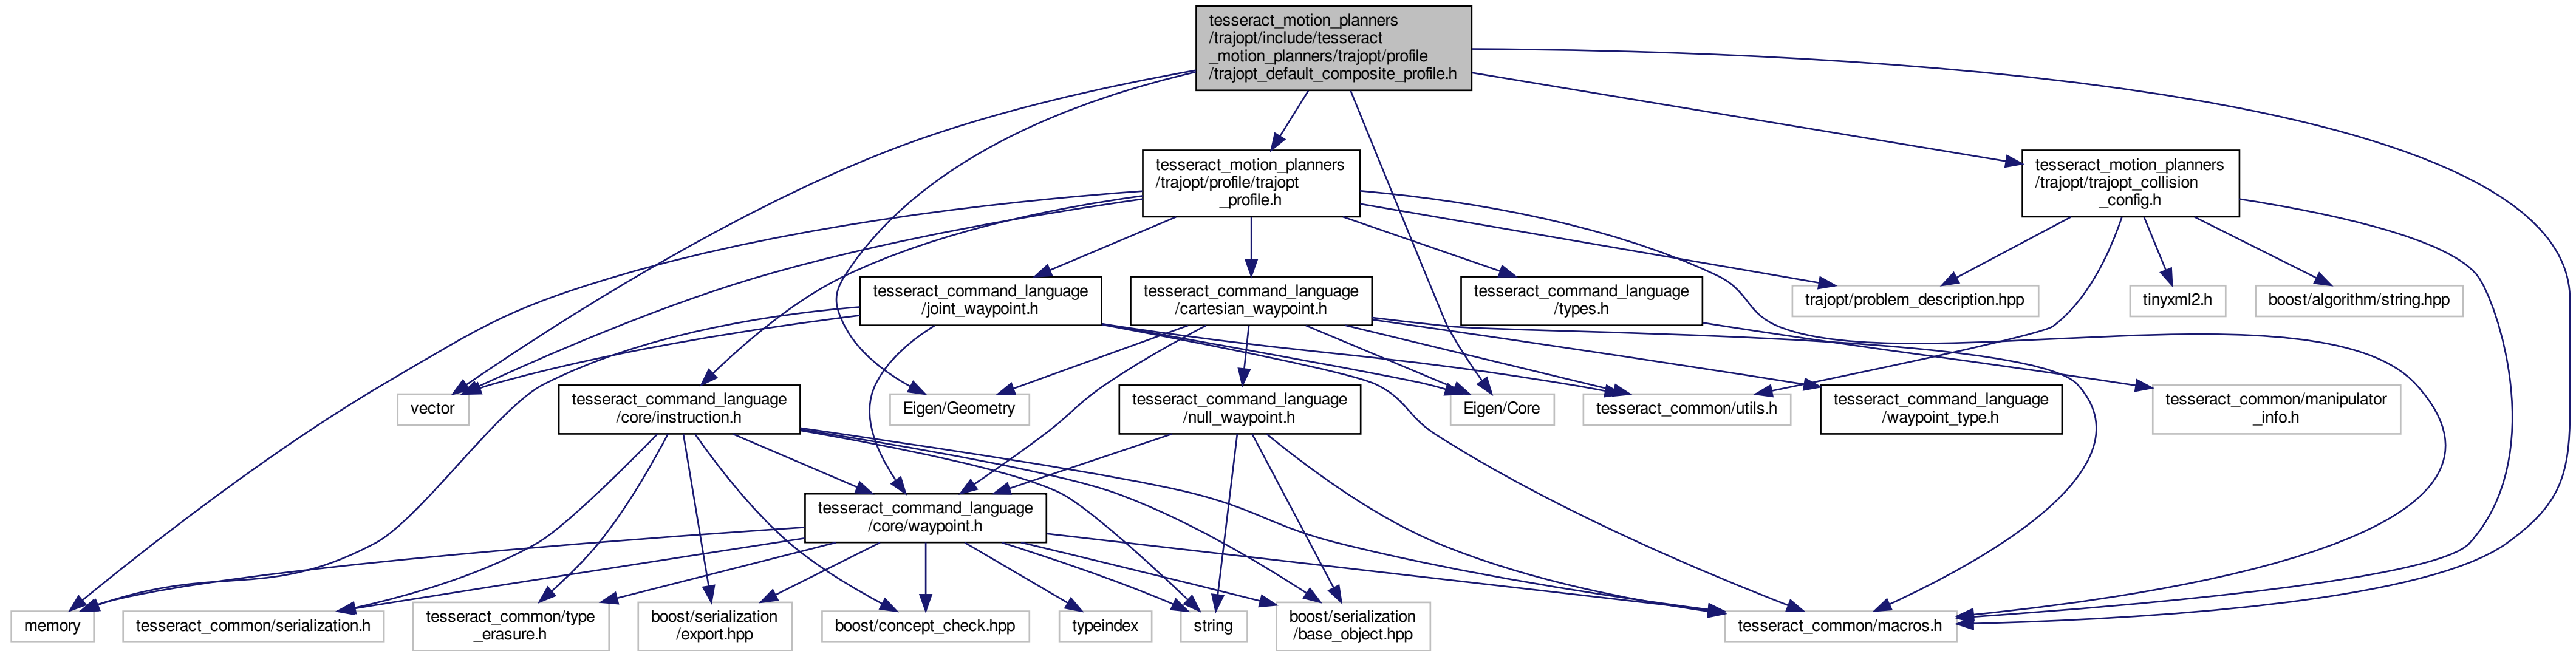 tesseract_motion_planners
/trajopt/include/tesseract
_motion_planners/trajopt/profile
/trajopt_default_composite_profile.h
tesseract_motion_planners
/trajopt/profile/trajopt
_profile.h
tesseract_motion_planners
/trajopt/trajopt_collision
_config.h
tesseract_command_language
/joint_waypoint.h
tesseract_command_language
/cartesian_waypoint.h
tesseract_command_language
/types.h
trajopt/problem_description.hpp
tinyxml2.h
boost/algorithm/string.hpp
vector
tesseract_command_language
/core/instruction.h
Eigen/Geometry
tesseract_command_language
/null_waypoint.h
Eigen/Core
tesseract_common/utils.h
tesseract_command_language
/waypoint_type.h
tesseract_common/manipulator
_info.h
tesseract_command_language
/core/waypoint.h
memory
tesseract_common/serialization.h
tesseract_common/type
_erasure.h
boost/serialization
/export.hpp
boost/concept_check.hpp
typeindex
string
boost/serialization
/base_object.hpp
tesseract_common/macros.h